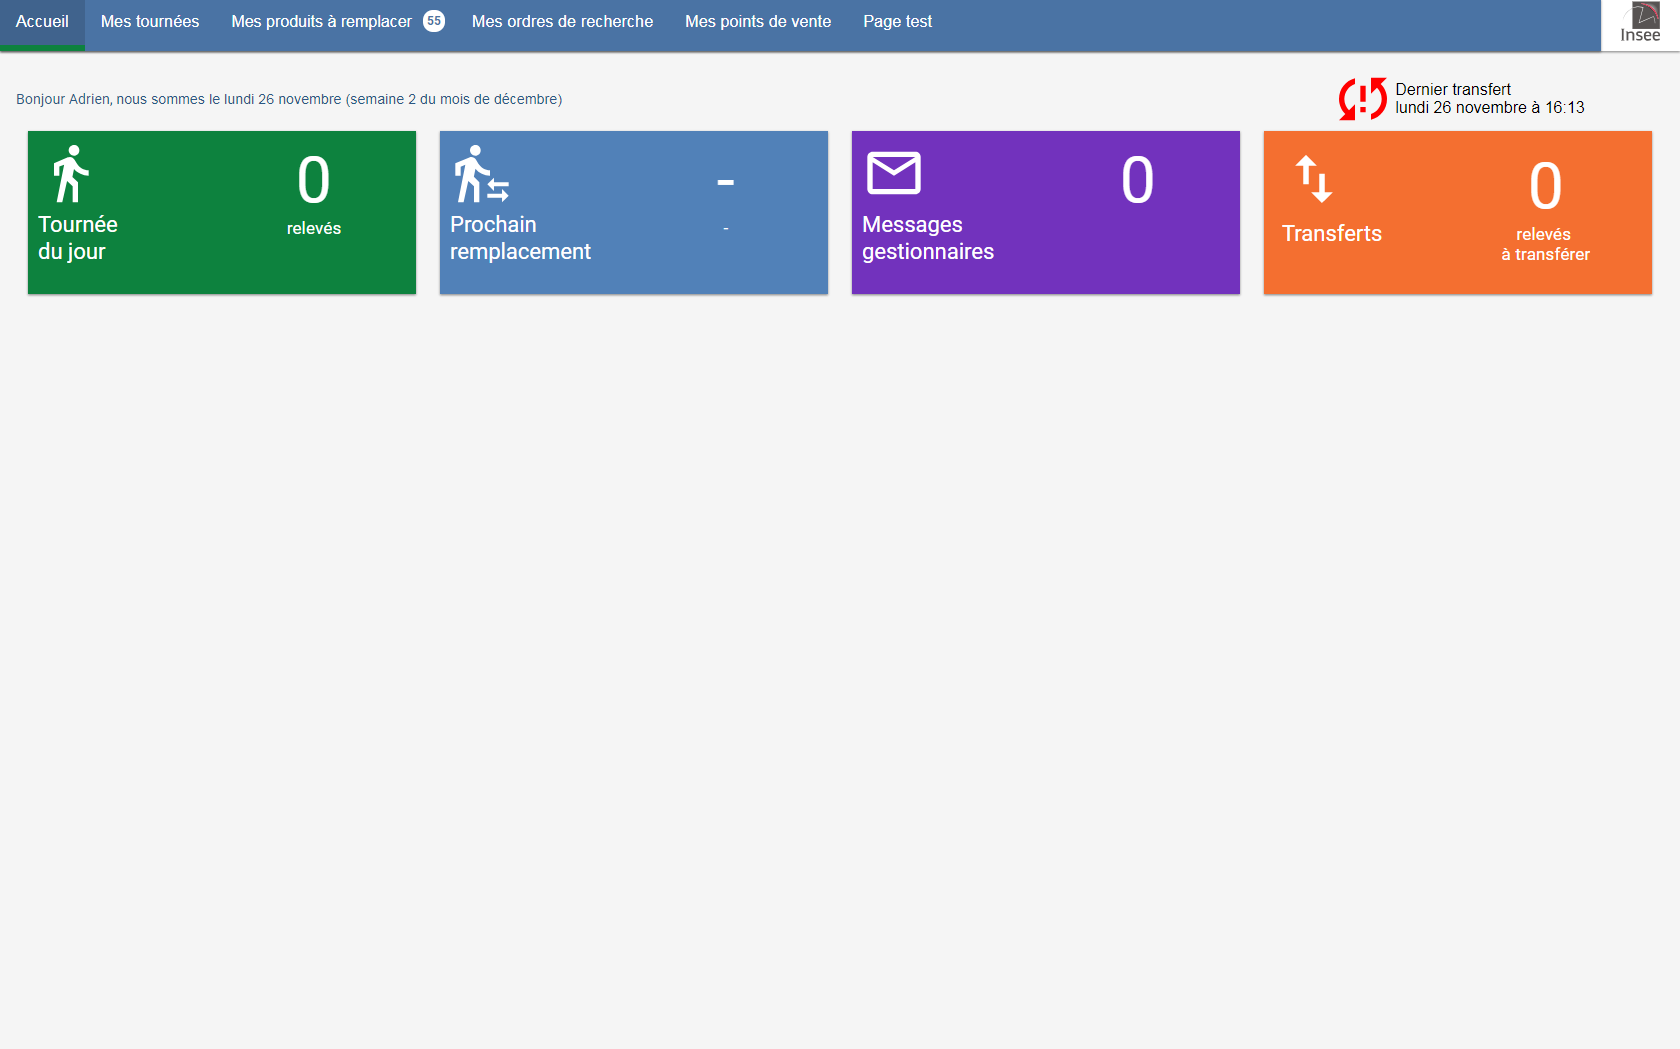 Accueil
Mes tournées
Mes produits à remplacer 55
Mes ordres de recherche
Mes points de vente
Page test
Insee
Bonjour Adrien, nous sommes le lundi 26 novembre (semaine 2 du mois de décembre)
Dernier transfert
lundi 26 novembre à 16:13
0
relevés
Tournée
du jour
-
-
Prochain
remplacement
0
Messages
gestionnaires
0
relevés
à transférer
Transferts